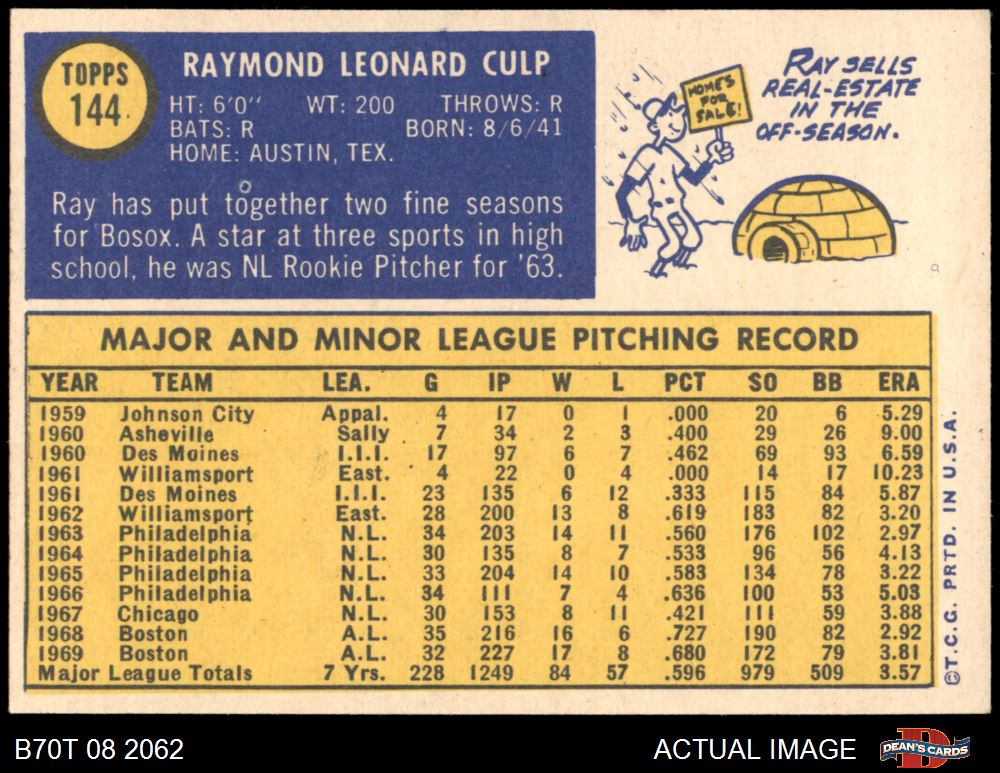 TOPPS
144
RAYMOND LEONARD CULP
HT: 6'0" WT: 200 THROWS: R
BATS: R BORN: 8/6/41
HOME: AUSTIN, TEX.
Ray has put together two fine seasons
for Bosox. A star at three sports in high
school, he was NL Rookie Pitcher for '63.
HOME'S
FOR
SALE!
RAY SELLS
REAL-ESTATE
IN THE
OFF-SEASON.
MAJOR AND MINOR LEAGUE PITCHING RECORD
YEAR TEAM LEA. G IP W L PCT SO BB ERA
1959 Johnson City Appal. 4 17 0 1 .000 20 6 5.29
1960 Asheville Sally 7 34 2 3 .400 29 26 9.00
1960 Des Moines I.I.I. 17 97 6 7 .462 69 93 6.59
1961 Williamsport East. 4 22 0 4 .000 14 17 10.23
1961 Des Moines I.I.I. 23 135 6 12 .333 115 84 5.87
1962 Williamsport East. 28 200 13 8 .619 183 82 3.20
1963 Philadelphia N.L. 34 203 14 11 .560 176 102 2.97
1964 Philadelphia N.L. 30 135 8 7 .533 96 56 4.13
1965 Philadelphia N.L. 33 204 14 10 .583 134 78 3.22
1966 Philadelphia N.L. 34 111 7 4 .636 100 53 5.03
1967 Chicago N.L. 30 153 8 11 .421 111 59 3.88
1968 Boston A.L. 35 216 16 6 .727 190 82 2.92
1969 Boston A.L. 32 227 17 8 .680 172 79 3.81
Major League Totals 7 Yrs. 228 1249 84 57 .596 979 509 3.57
©T.C.G. PRTD. IN U.S.A.
B70T 08 2062
ACTUAL IMAGE
D
DEAN'S CARDS